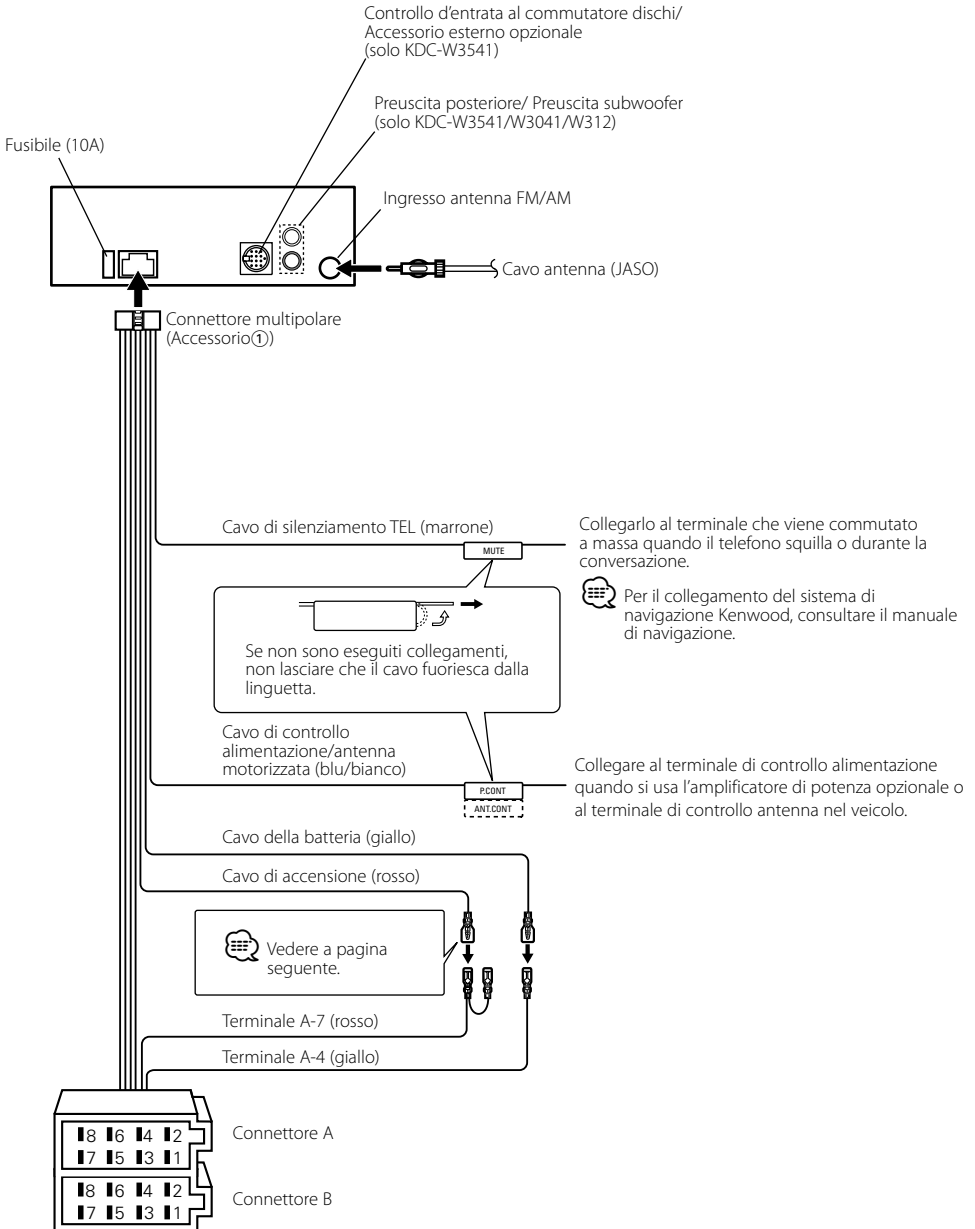 Controllo d'entrata al commutatore dischi/
Accessorio esterno opzionale
(solo KDC-W3541)
Preuscita posteriore/ Preuscita subwoofer
(solo KDC-W3541/W3041/W312)
Fusibile (10A)
Ingresso antenna FM/AM
Cavo antenna (JASO)
Connettore multipolare
(Accessorio①)
Cavo di silenziamento TEL (marrone)
MUTE
Collegarlo al terminale che viene commutato
a massa quando il telefono squilla o durante la
conversazione.
Per il collegamento del sistema di
navigazione Kenwood, consultare il manuale
di navigazione.
Se non sono eseguiti collegamenti,
non lasciare che il cavo fuoriesca dalla
linguetta.
Cavo di controllo
alimentazione/antenna
motorizzata (blu/bianco)
P.CONT
ANT.CONT
Collegare al terminale di controllo alimentazione
quando si usa l'amplificatore di potenza opzionale o
al terminale di controllo antenna nel veicolo.
Cavo della batteria (giallo)
Cavo di accensione (rosso)
Vedere a pagina
seguente.
Terminale A-7 (rosso)
Terminale A-4 (giallo)
8 6 4 2
7 5 3 1
Connettore A
8 6 4 2
7 5 3 1
Connettore B